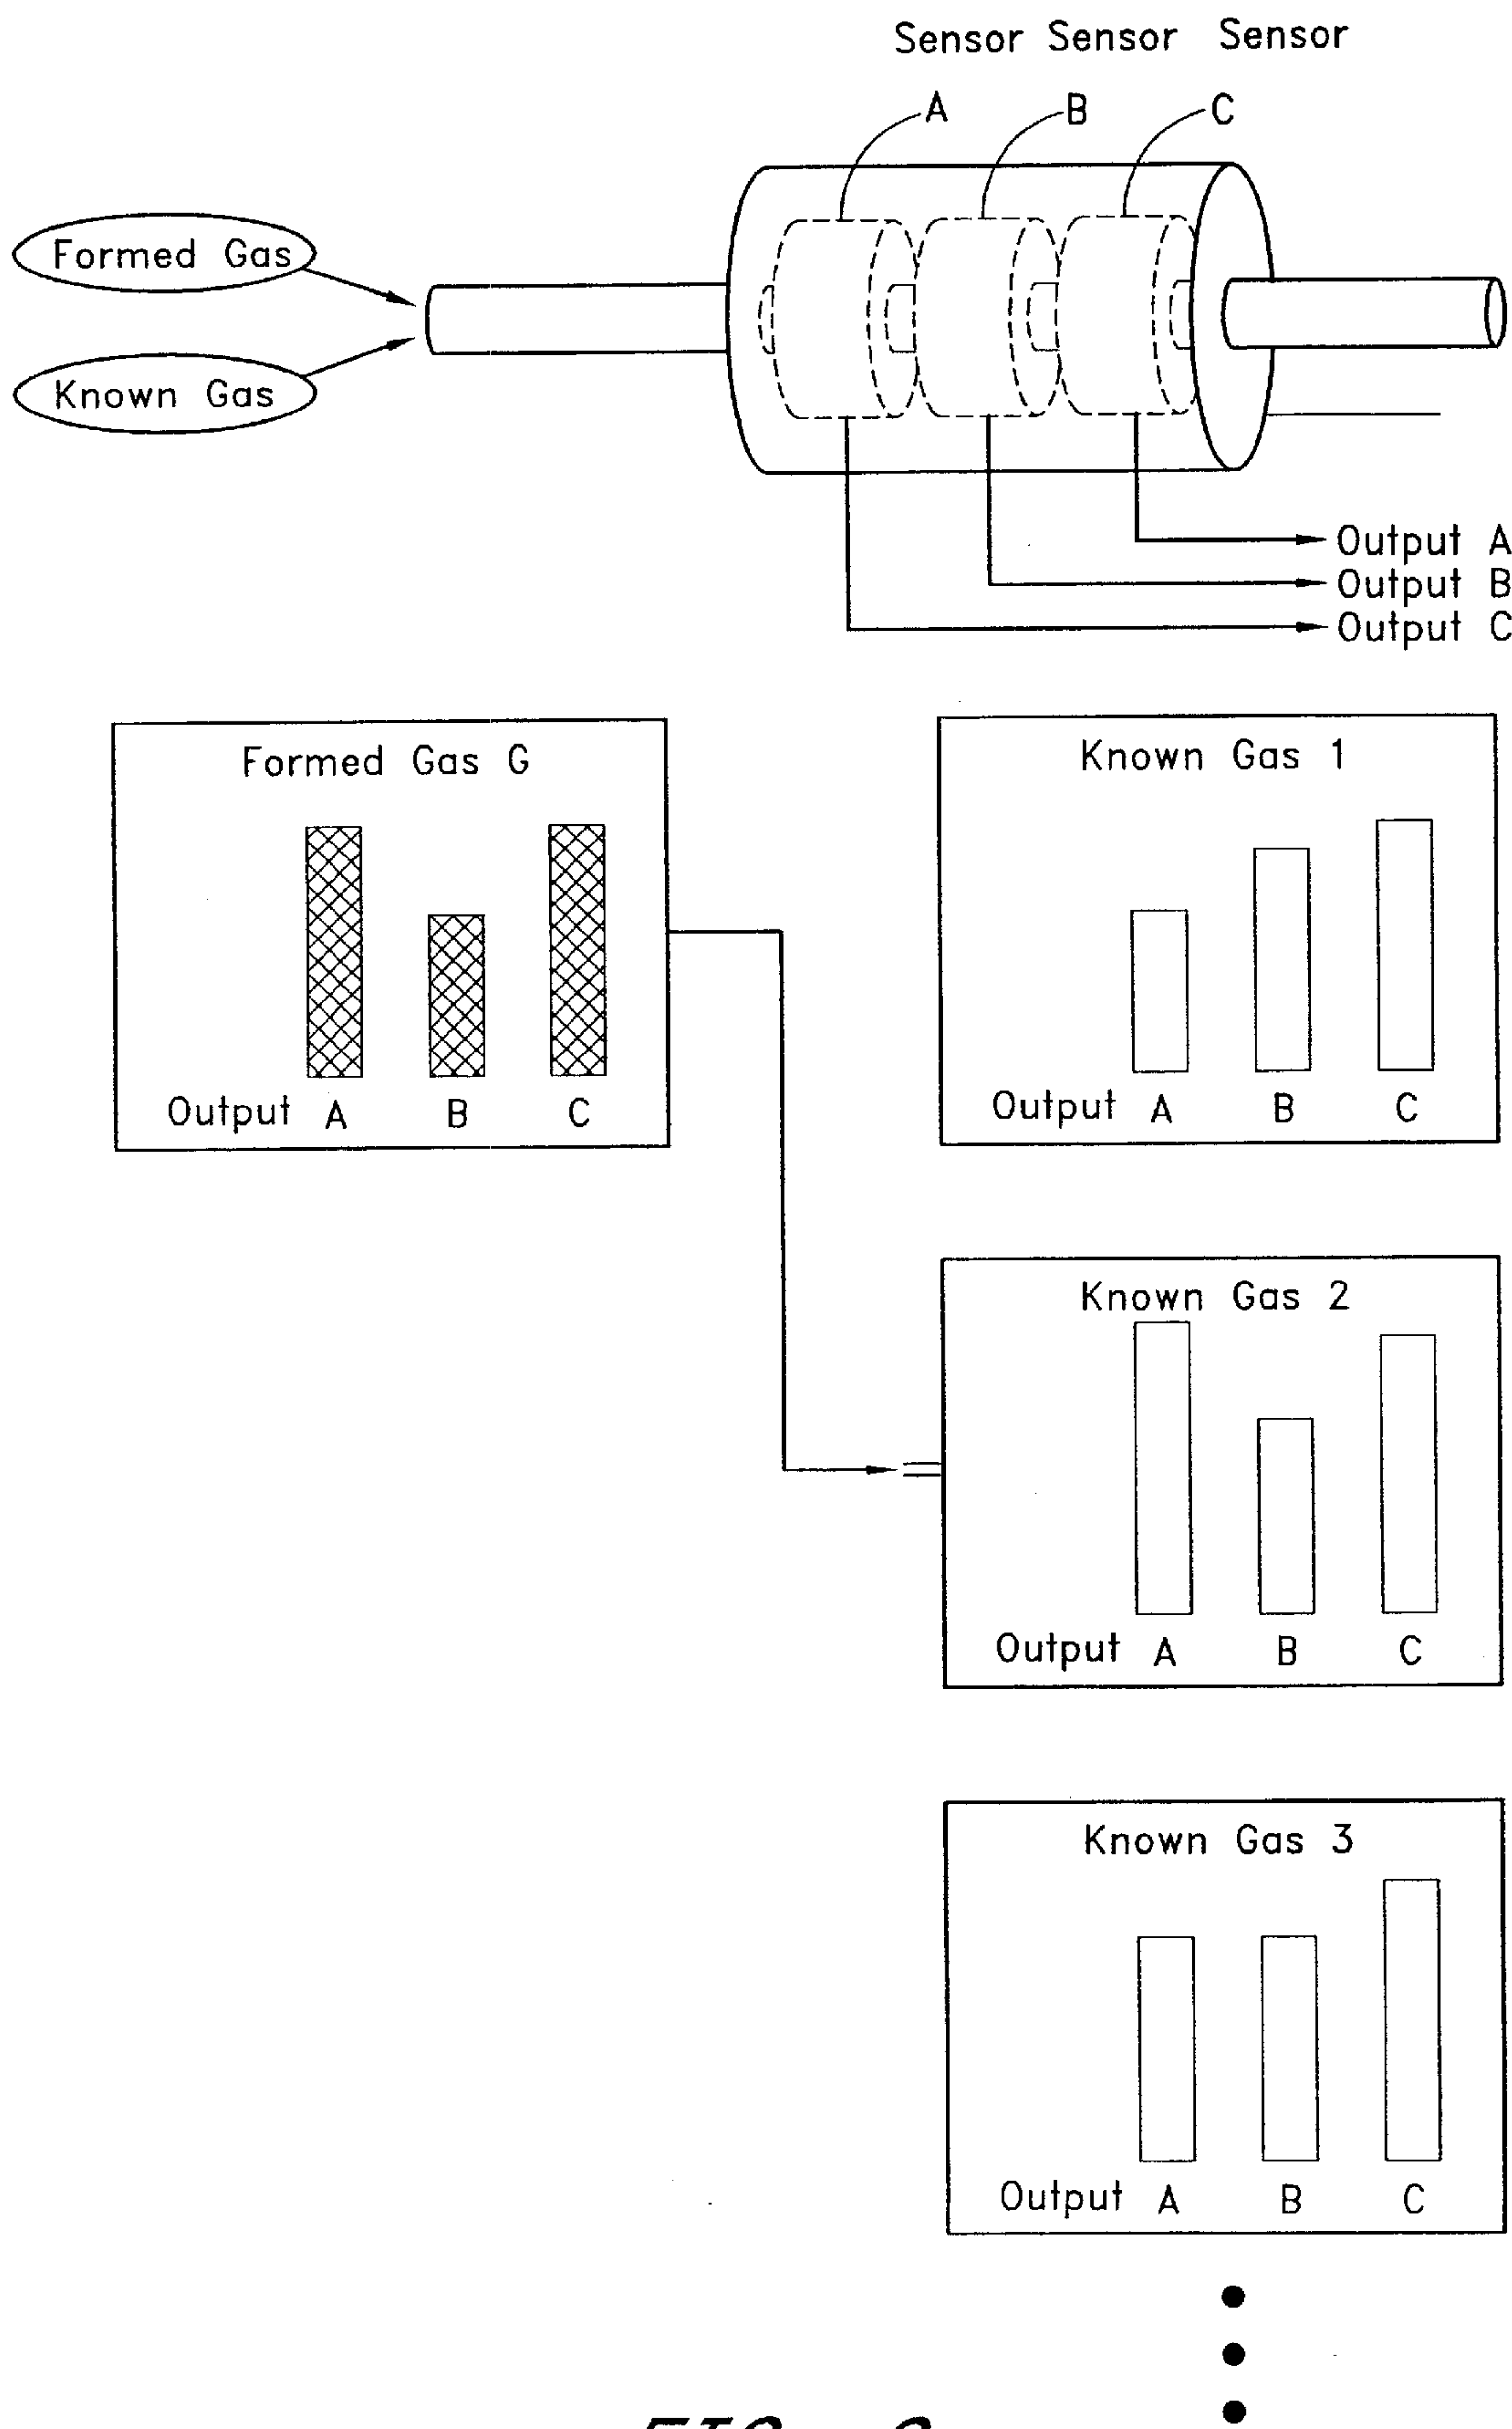 Sensor Sensor Sensor
A B C
Formed Gas
Known Gas
Output A
Output B
Output C
Formed Gas G
Output A B C
Known Gas 1
Output A B C
Known Gas 2
Output A B C
Known Gas 3
Output A B C